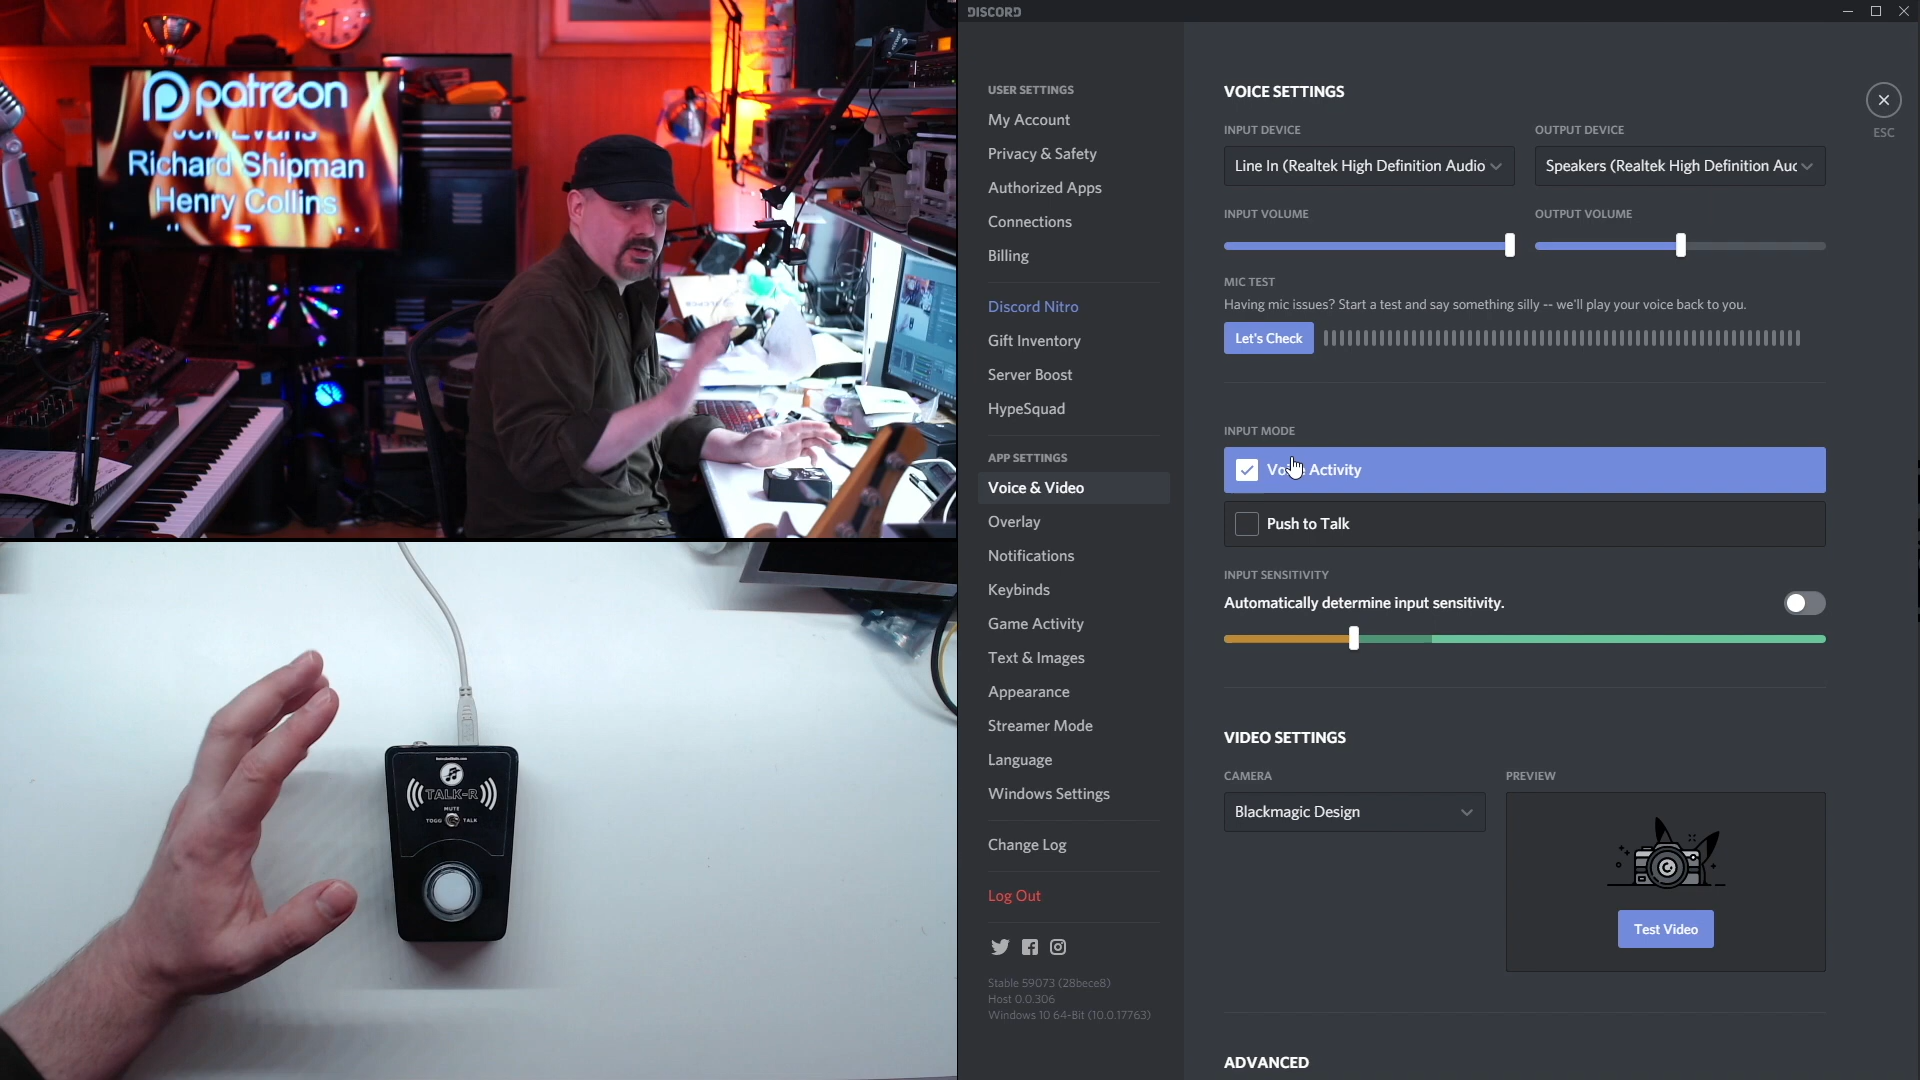 patreon
Jeff Evans
Richard Shipman
Henry Collins
TALK-R
MUTE
TOGG
TALK
DISCORD
USER SETTINGS
My Account
Privacy & Safety
Authorized Apps
Connections
Billing
Discord Nitro
Gift Inventory
Server Boost
HypeSquad
APP SETTINGS
Voice & Video
Overlay
Notifications
Keybinds
Game Activity
Text & Images
Appearance
Streamer Mode
Language
Windows Settings
Change Log
Log Out
Stable 59073 (28bece8)
Host 0.0.306
Windows 10 64-Bit (10.0.17763)
VOICE SETTINGS
INPUT DEVICE
Line In (Realtek High Definition Audio
OUTPUT DEVICE
Speakers (Realtek High Definition Auc
INPUT VOLUME
OUTPUT VOLUME
MIC TEST
Having mic issues? Start a test and say something silly -- we'll play your voice back to you.
Let's Check
INPUT MODE
Voice Activity
Push to Talk
INPUT SENSITIVITY
Automatically determine input sensitivity.
VIDEO SETTINGS
CAMERA
Blackmagic Design
PREVIEW
Test Video
ADVANCED
ESC